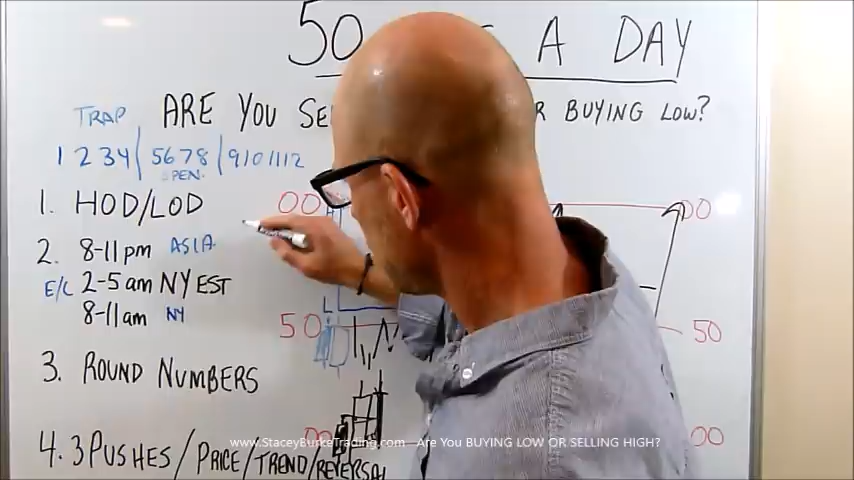 50 A DAY
ARE YOU SE R BUYING LOW?
TRAP
1 2 3 4 | 5 6 7 8 | 9 10 11 12
OPEN.
1. HOD/LOD
00 00
2. 8-11pm ASIA
E/C 2-5am NY EST
8-11am NY
L
50 50
3. ROUND NUMBERS
00 00
www.StaceyBurkeTrading.com - Are You BUYING LOW OR SELLING HIGH?
4. 3 PUSHES/PRICE/TREND/REVERSAL